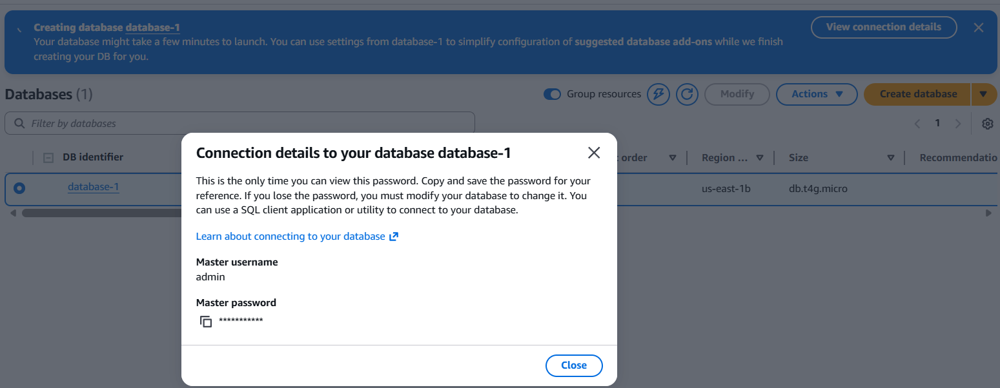 Creating database database-1
View connection details
Your database might take a few minutes to launch. You can use settings from database-1 to simplify configuration of suggested database add-ons while we finish
creating your DB for you.
Databases (1)
Group resources
Modify
Actions
Create database
Filter by databases
1
DB identifier
order
Region ...
Size
Recommendatio
database-1
us-east-1b
db.t4g.micro
Connection details to your database database-1
This is the only time you can view this password. Copy and save the password for your
reference. If you lose the password, you must modify your database to change it. You
can use a SQL client application or utility to connect to your database.
Learn about connecting to your database
Master username
admin
Master password
***********
Close